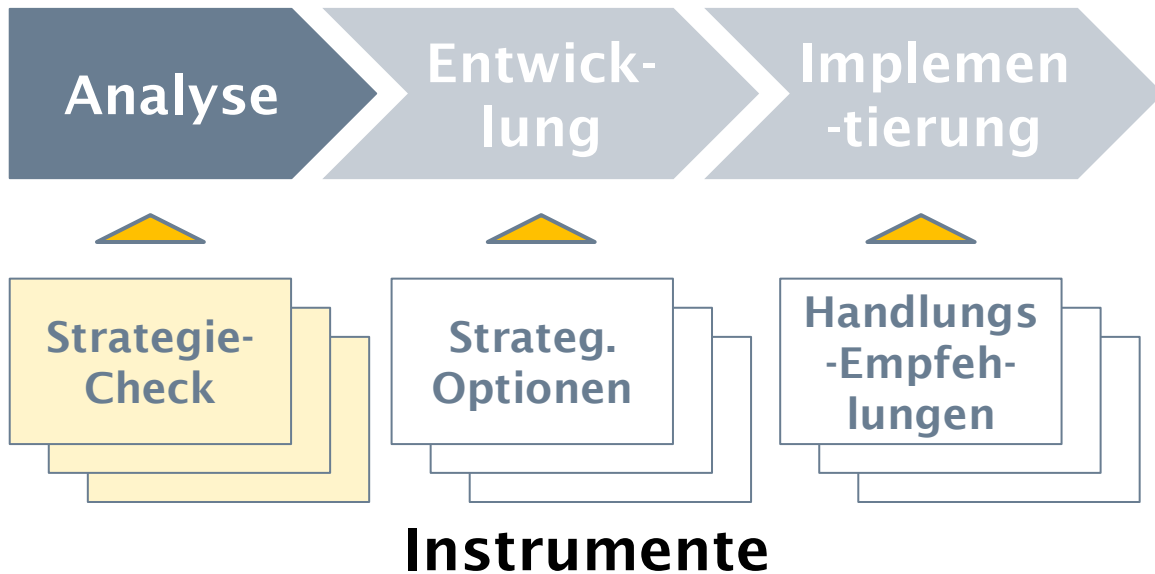 Analyse
Entwick-
lung
Implemen
-tierung
Strategie-
Check
Strateg.
Optionen
Handlungs
-Empfeh-
lungen
Instrumente